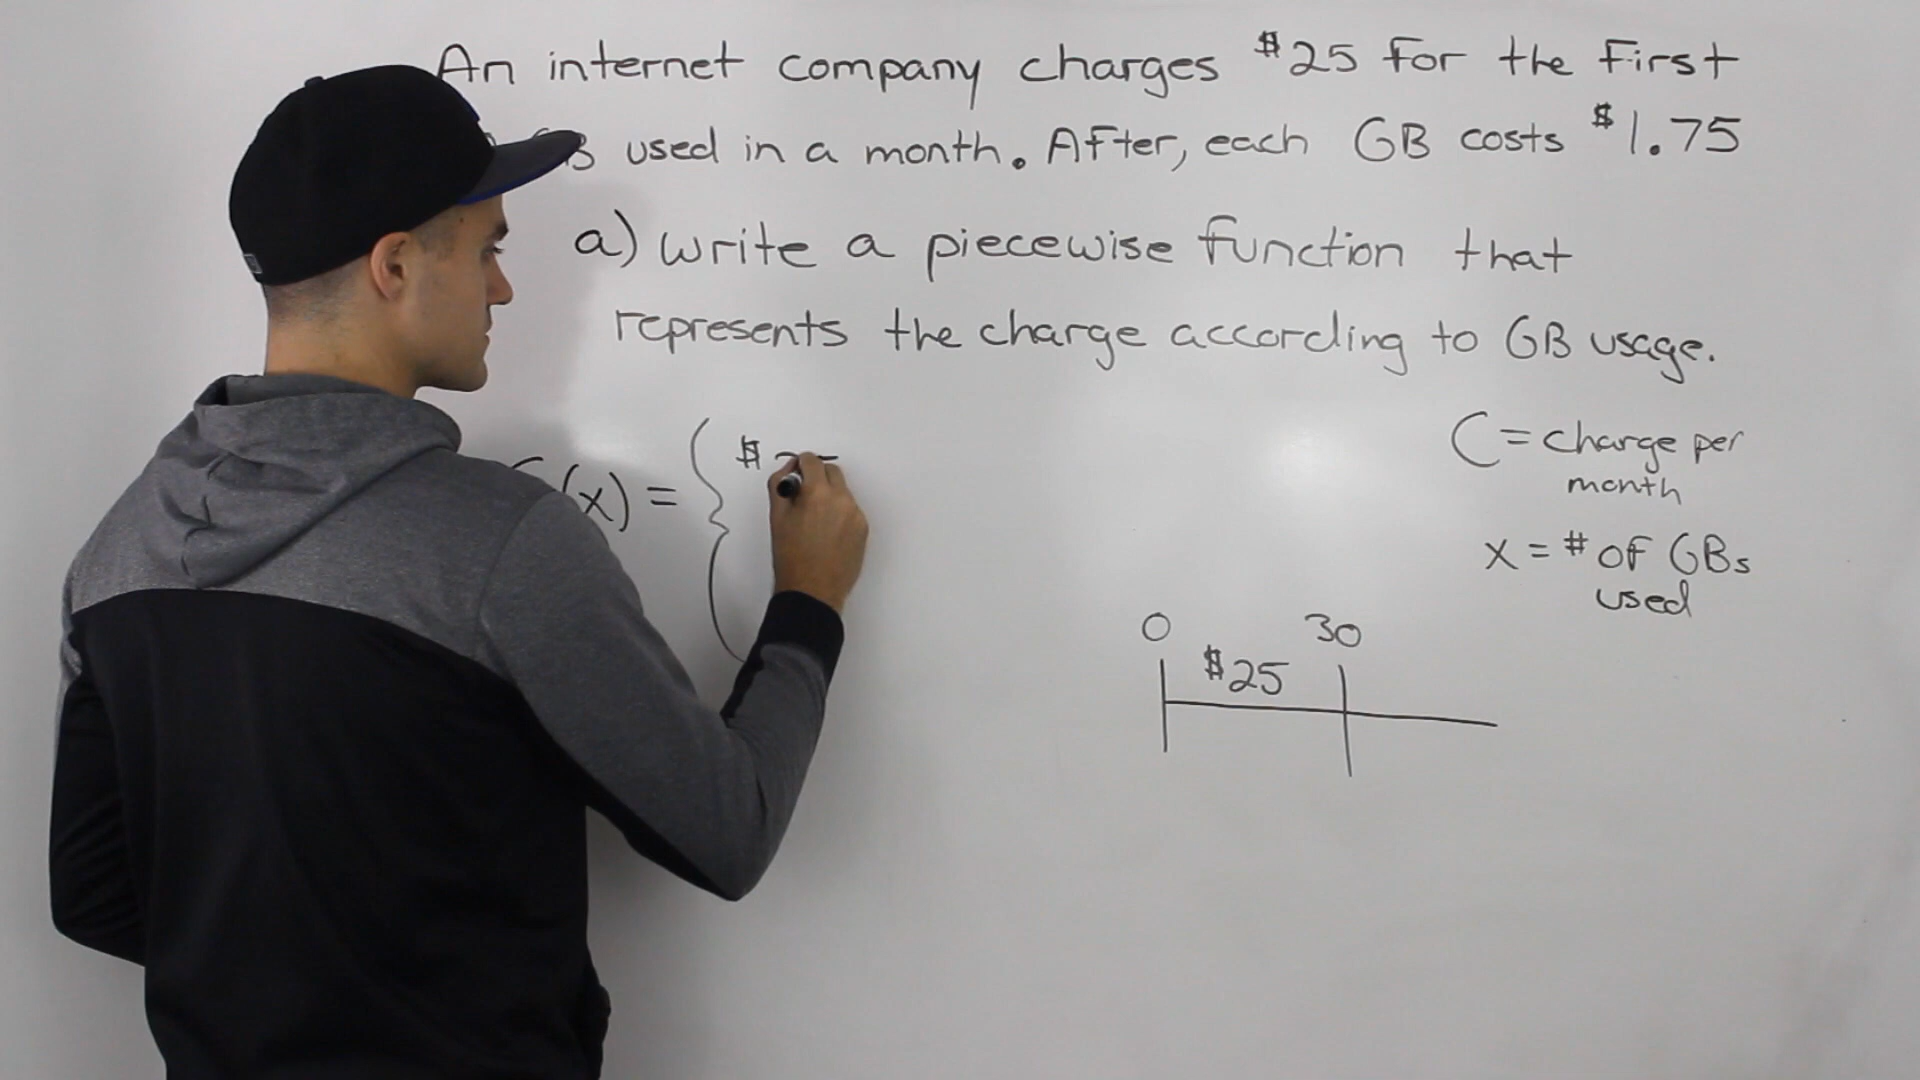 An internet company charges $25 for the first
used in a month. After, each GB costs $1.75
a) write a piecewise function that
represents the charge according to GB usage.
C = charge per
month
(x) = { $
x = # of GBs
used
0 30
$25